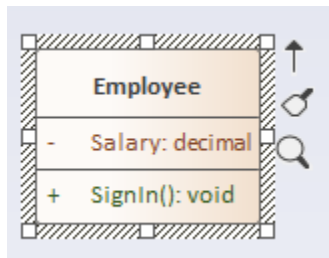 Employee
- Salary: decimal
+ SignIn(): void